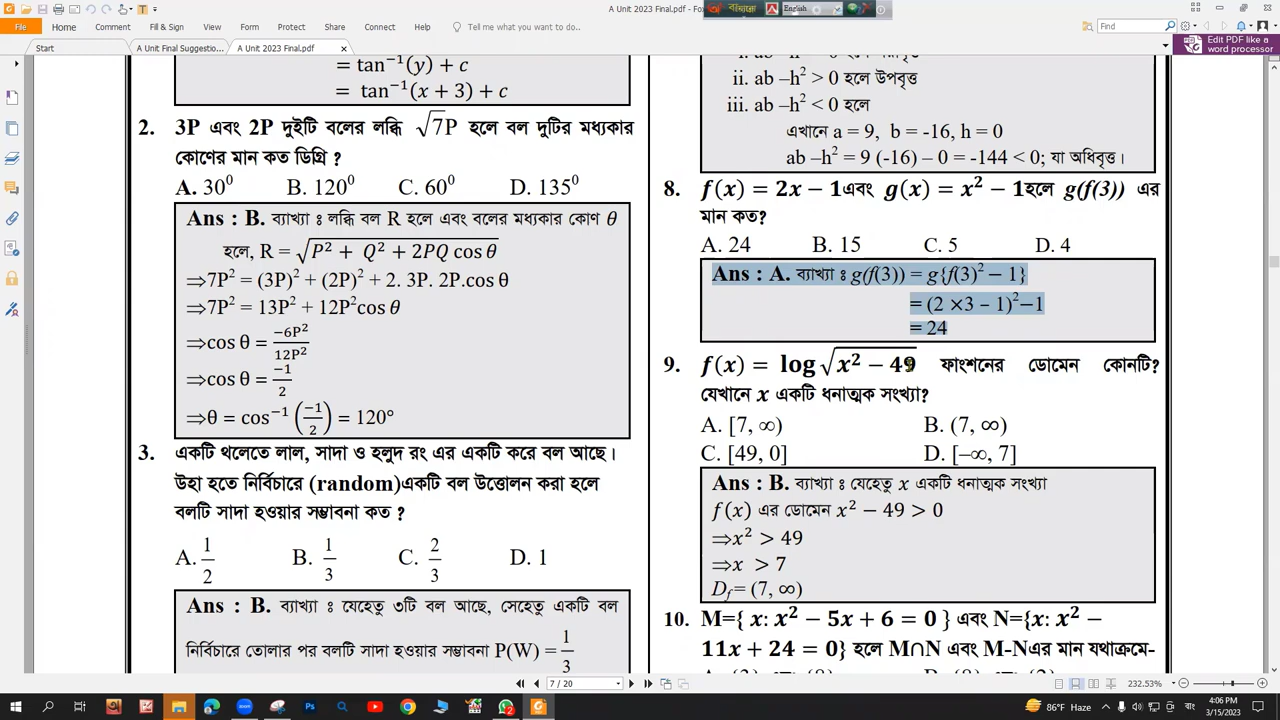 A Unit 2023 Final.pdf - Fox
বায়ান্নো
English
File
Home
Comment
Fill & Sign
Form
Protect
Share
Connect
Help
Tell me what you want to do...
Find
Start
A Unit Final Suggestio...
A Unit 2023 Final.pdf
Edit PDF like a
word processor
= tan⁻¹(y) + c
= tan⁻¹(x + 3) + c
2. 3P এবং 2P দুইটি বলের লব্ধি √7P হলে বল দুটির মধ্যকার
কোণের মান কত ডিগ্রি ?
A. 30⁰ B. 120⁰ C. 60⁰ D. 135⁰
Ans : B. ব্যাখ্যা ঃ লব্ধি বল R হলে এবং বলের মধ্যকার কোণ θ
হলে, R = √(P² + Q² + 2PQ cos θ)
⇒7P² = (3P)² + (2P)² + 2. 3P. 2P.cos θ
⇒7P² = 13P² + 12P²cos θ
⇒cos θ = −6P²/12P²
⇒cos θ = −1/2
⇒θ = cos⁻¹ (−1/2) = 120°
3. একটি থলেতে লাল, সাদা ও হলুদ রং এর একটি করে বল আছে।
উহা হতে নির্বিচারে (random)একটি বল উত্তোলন করা হলে
বলটি সাদা হওয়ার সম্ভাবনা কত ?
A. 1/2 B. 1/3 C. 2/3 D. 1
Ans : B. ব্যাখ্যা ঃ যেহেতু ৩টি বল আছে, সেহেতু একটি বল
নির্বিচারে তোলার পর বলটি সাদা হওয়ার সম্ভাবনা P(W) = 1/3
ii. ab –h² > 0 হলে উপবৃত্ত
iii. ab –h² < 0 হলে
এখানে a = 9, b = -16, h = 0
ab –h² = 9 (-16) – 0 = -144 < 0; যা অধিবৃত্ত।
8. f(x) = 2x − 1এবং g(x) = x² − 1হলে g(f(3)) এর
মান কত?
A. 24 B. 15 C. 5 D. 4
Ans : A. ব্যাখ্যা ঃ g(f(3)) = g{f(3)² − 1}
= (2 ×3 – 1)²−1
= 24
9. f(x) = log √(x² − 49) ফাংশনের ডোমেন কোনটি?
যেখানে x একটি ধনাত্মক সংখ্যা?
A. [7, ∞) B. (7, ∞)
C. [49, 0] D. [–∞, 7]
Ans : B. ব্যাখ্যা ঃ যেহেতু x একটি ধনাত্মক সংখ্যা
f(x) এর ডোমেন x² − 49 > 0
⇒x² > 49
⇒x > 7
D_f = (7, ∞)
10. M={ x: x² − 5x + 6 = 0 } এবং N={x: x² −
11x + 24 = 0} হলে M∩N এবং M-Nএর মান যথাক্রমে-
7 / 20
232.53%
86°F Haze
4:06 PM
3/15/2023